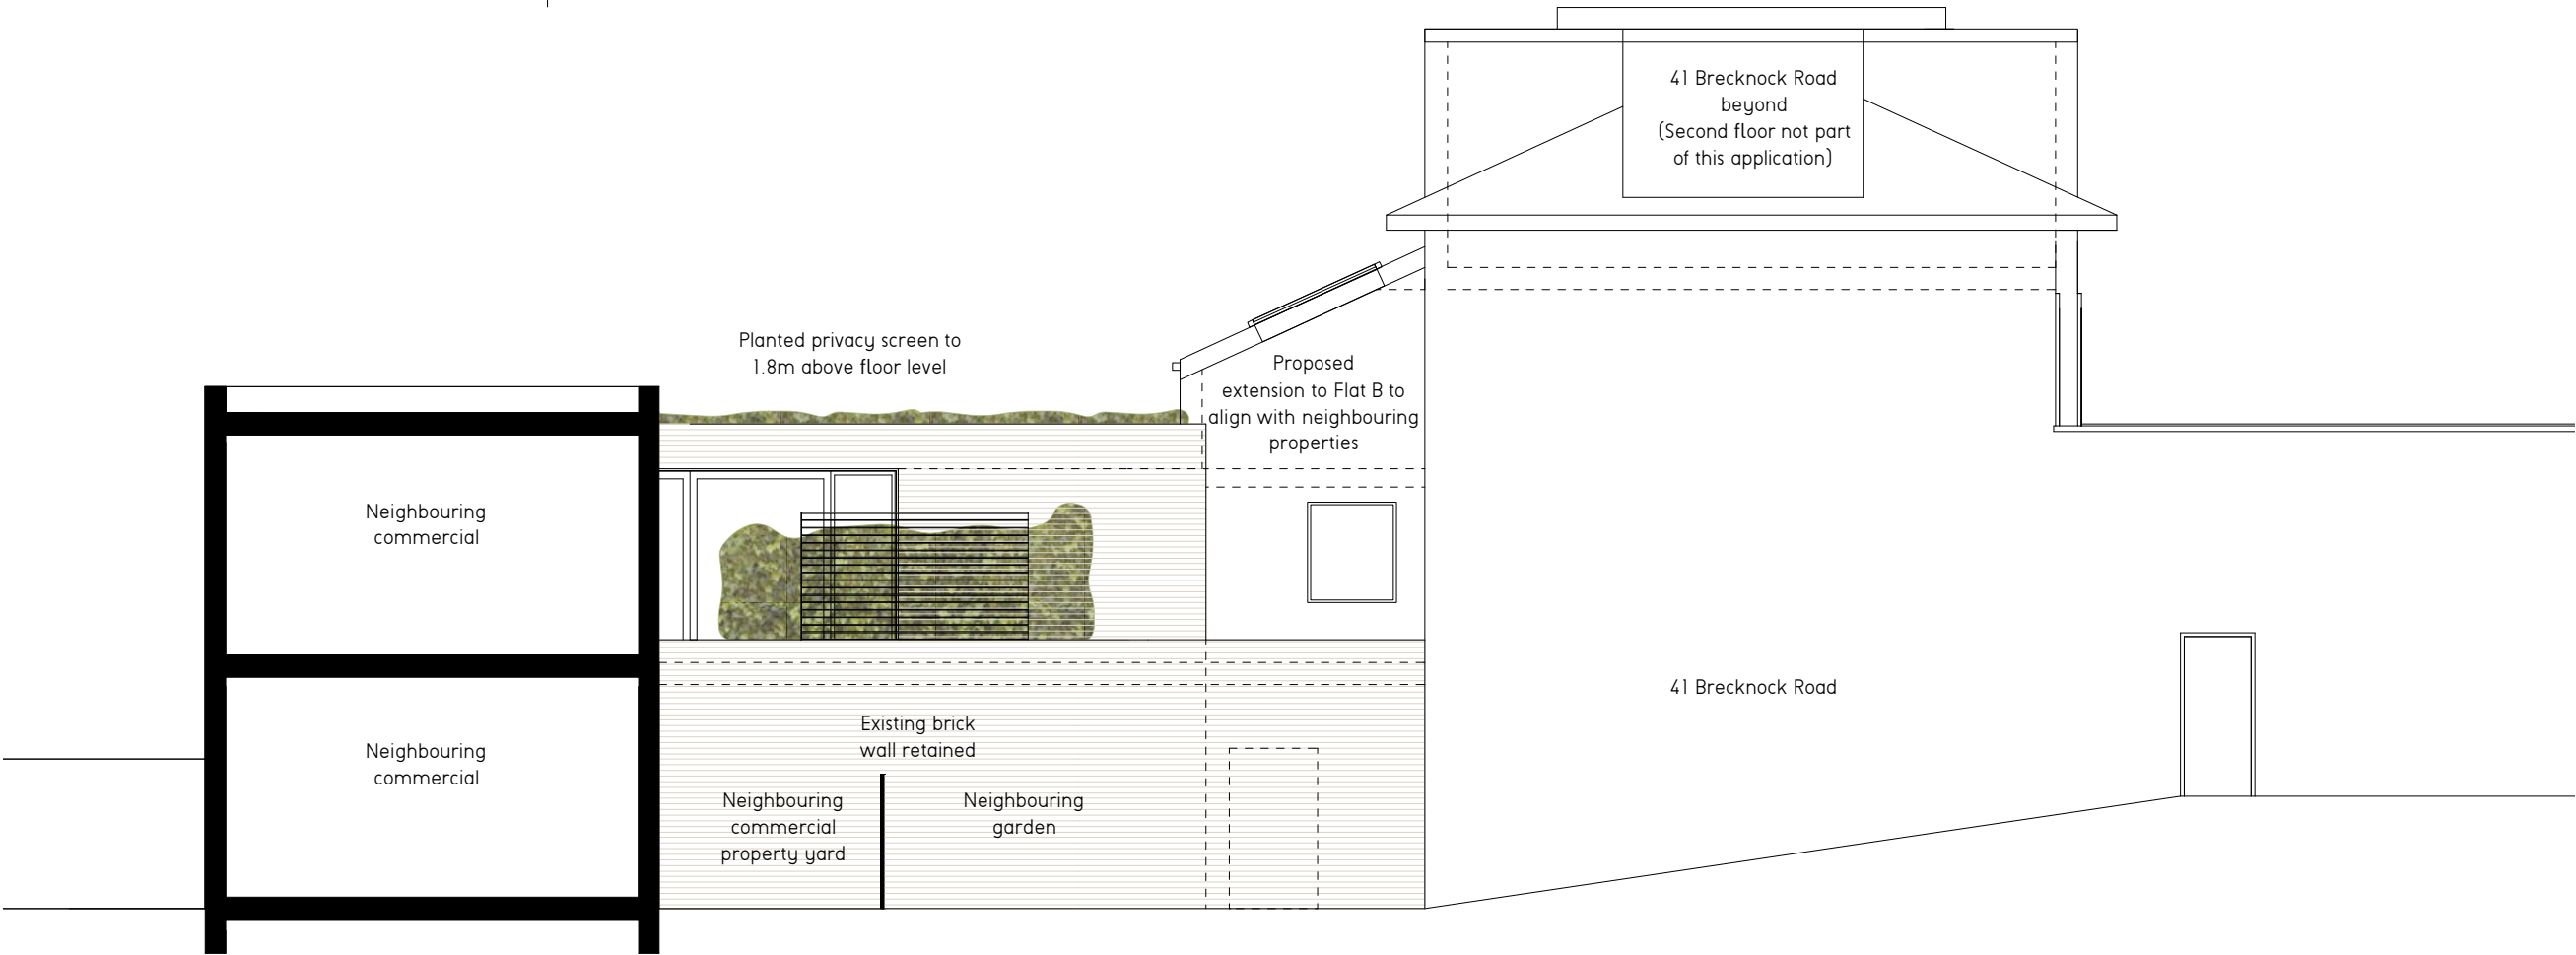 41 Brecknock Road
beyond
(Second floor not part
of this application)
Planted privacy screen to
1.8m above floor level
Proposed
extension to Flat B to
align with neighbouring
properties
Neighbouring
commercial
41 Brecknock Road
Existing brick
wall retained
Neighbouring
commercial
Neighbouring
commercial
property yard
Neighbouring
garden